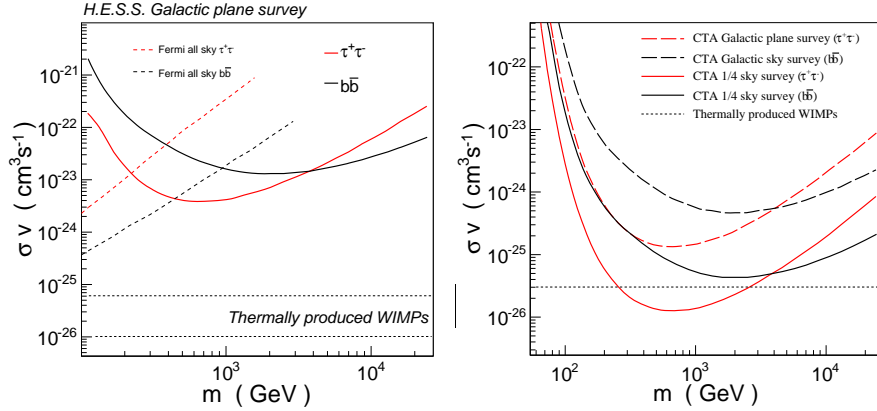 H.E.S.S. Galactic plane survey
Fermi all sky τ⁺τ⁻
Fermi all sky bb̄
τ⁺τ⁻
bb̄
10⁻²¹
10⁻²²
10⁻²³
10⁻²⁴
10⁻²⁵
10⁻²⁶
σ v ( cm³s⁻¹)
Thermally produced WIMPs
10³
10⁴
m ( GeV )
CTA Galactic plane survey (τ⁺τ⁻)
CTA Galactic sky survey (bb̄)
CTA 1/4 sky survey (τ⁺τ⁻)
CTA 1/4 sky survey (bb̄)
Thermally produced WIMPs
10⁻²²
10⁻²³
10⁻²⁴
10⁻²⁵
10⁻²⁶
σ v ( cm³s⁻¹)
10²
10³
10⁴
m ( GeV )